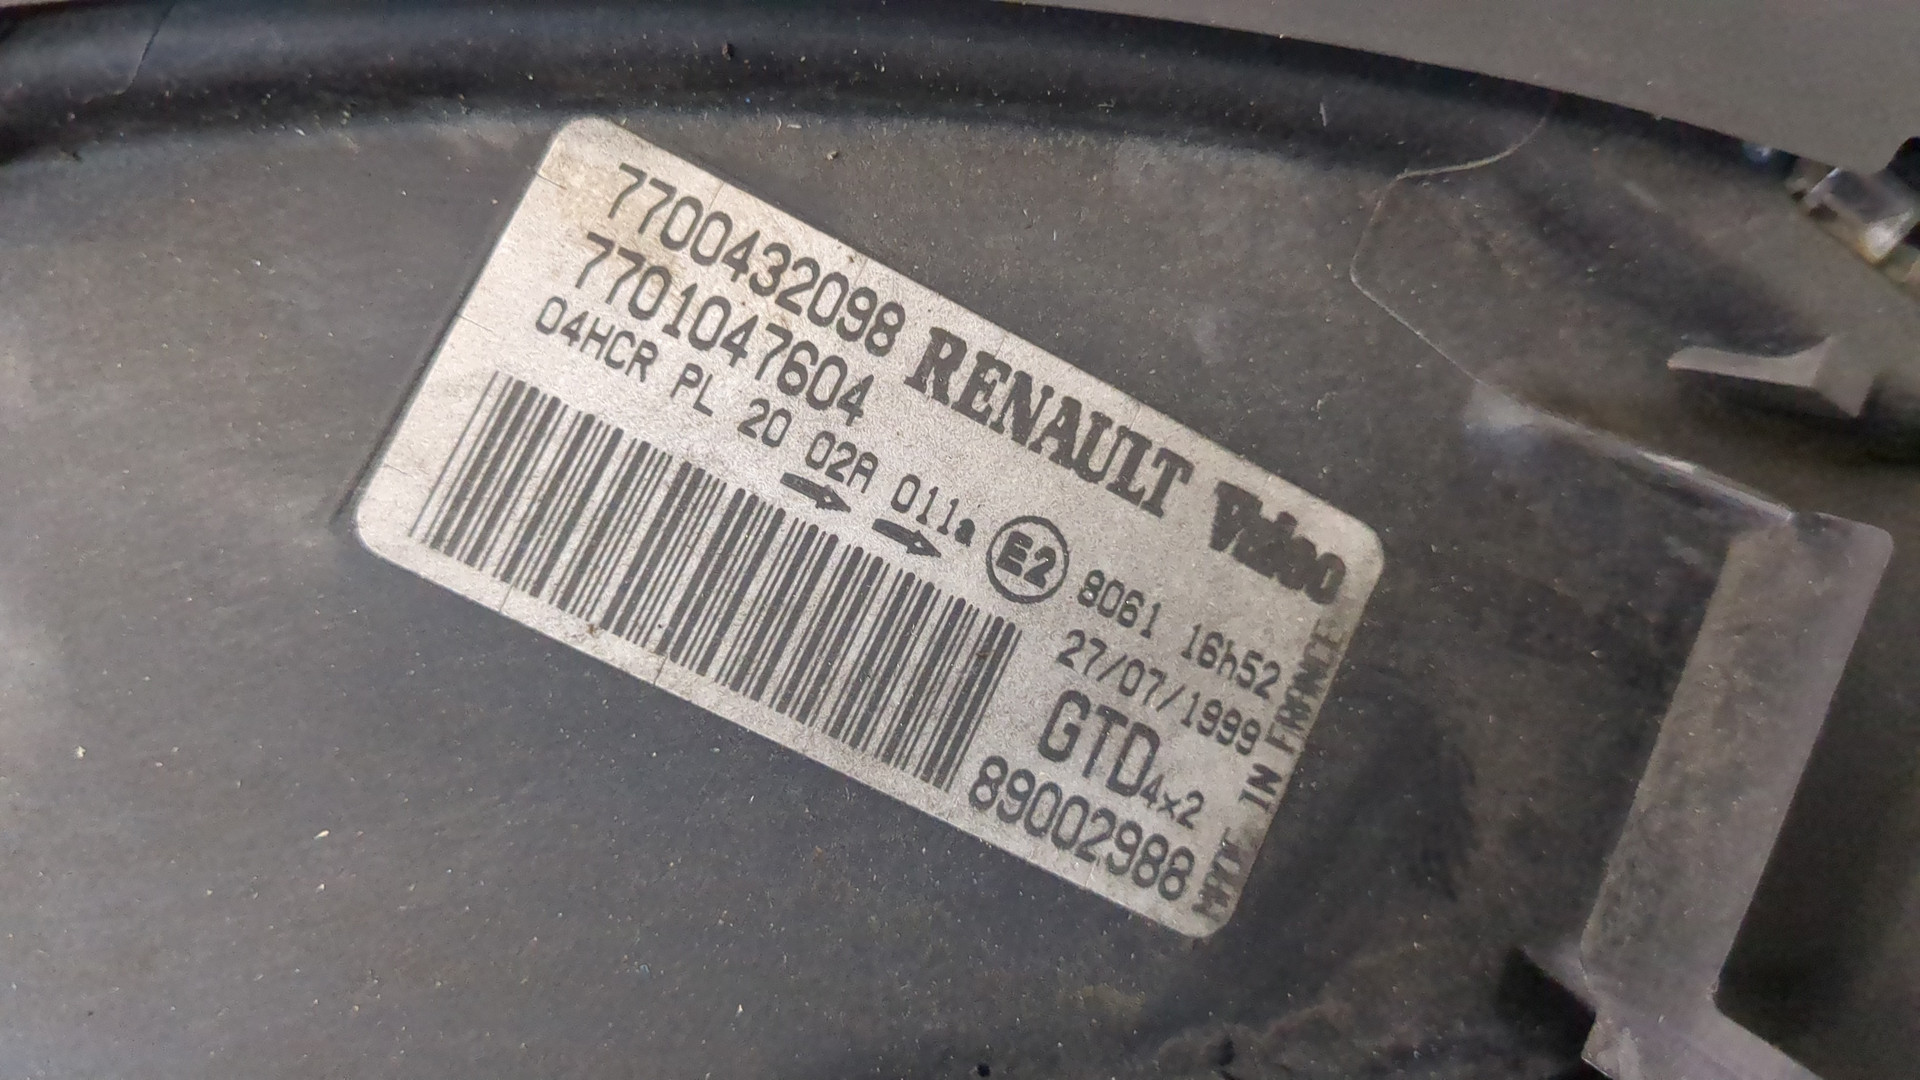 7700432098 RENAULT Valeo
7701047604
04HCR PL 20 02A 011a E2 8061 16h52
27/07/1999
GTD4x2
89002988
MADE IN FRANCE